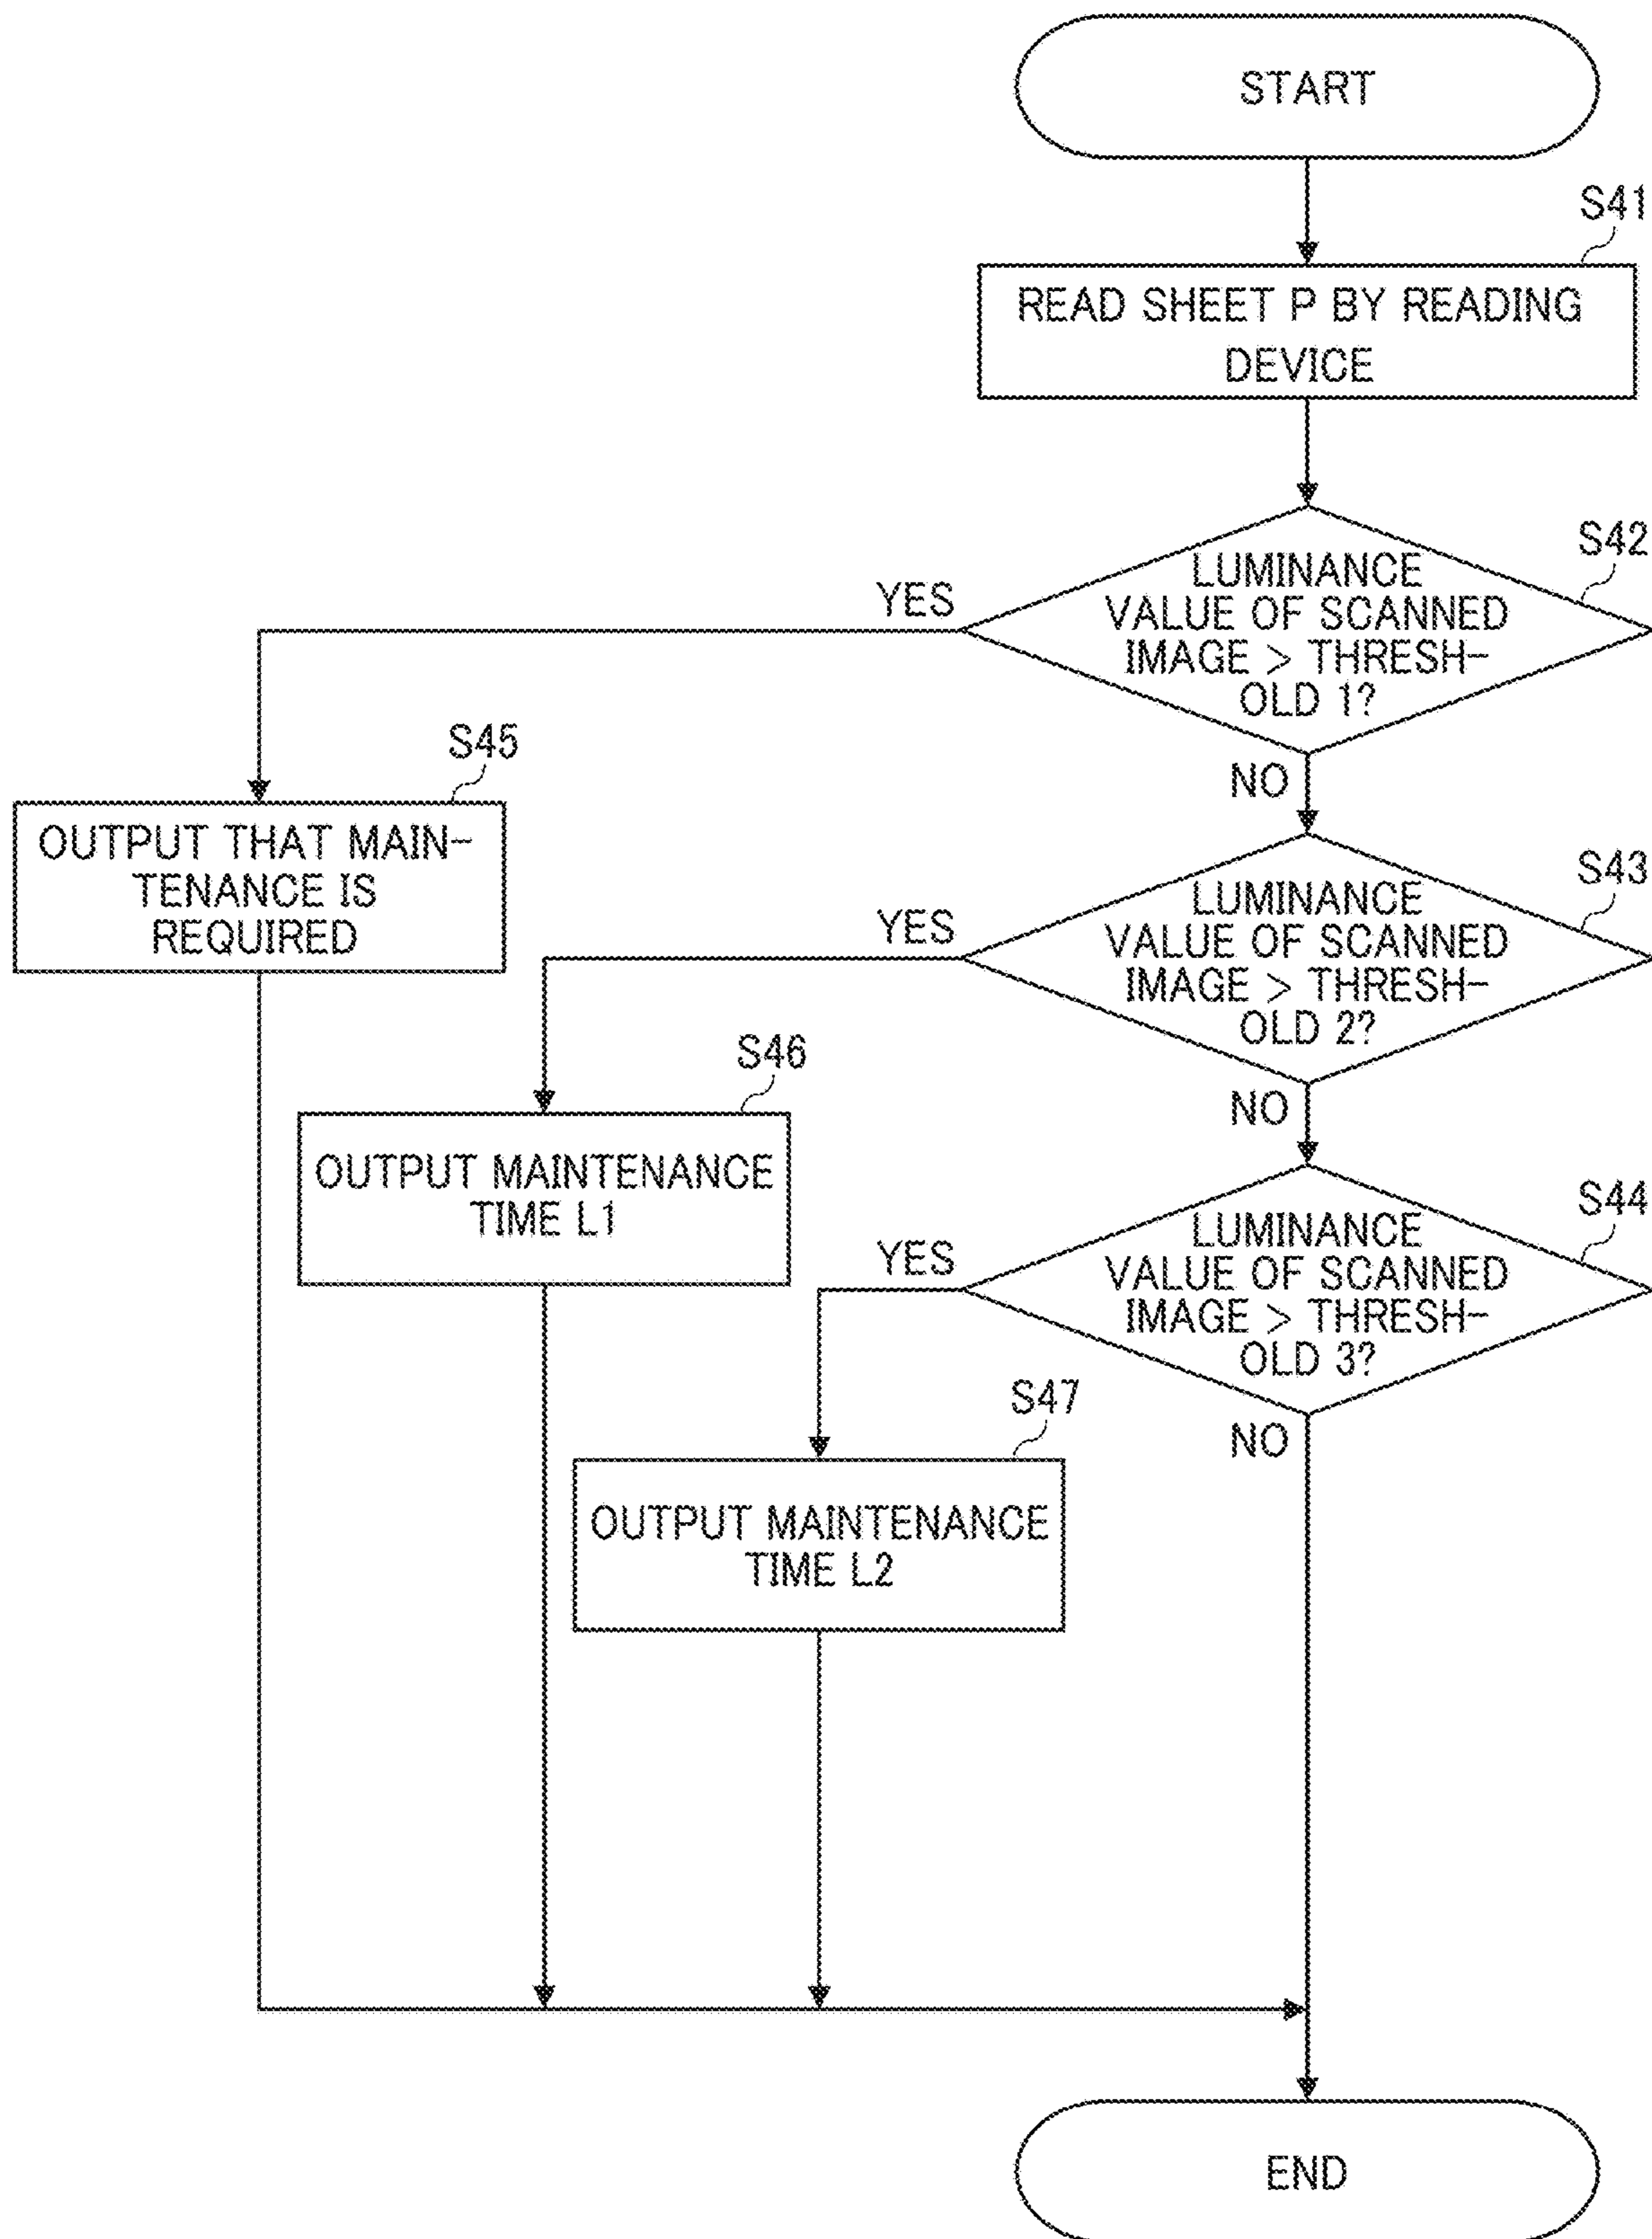 START
S41
READ SHEET P BY READING
DEVICE
S42
LUMINANCE
VALUE OF SCANNED
IMAGE > THRESH-
OLD 1?
YES
NO
S45
OUTPUT THAT MAIN-
TENANCE IS
REQUIRED
S43
LUMINANCE
VALUE OF SCANNED
IMAGE > THRESH-
OLD 2?
YES
NO
S46
OUTPUT MAINTENANCE
TIME L1
S44
LUMINANCE
VALUE OF SCANNED
IMAGE > THRESH-
OLD 3?
YES
NO
S47
OUTPUT MAINTENANCE
TIME L2
END